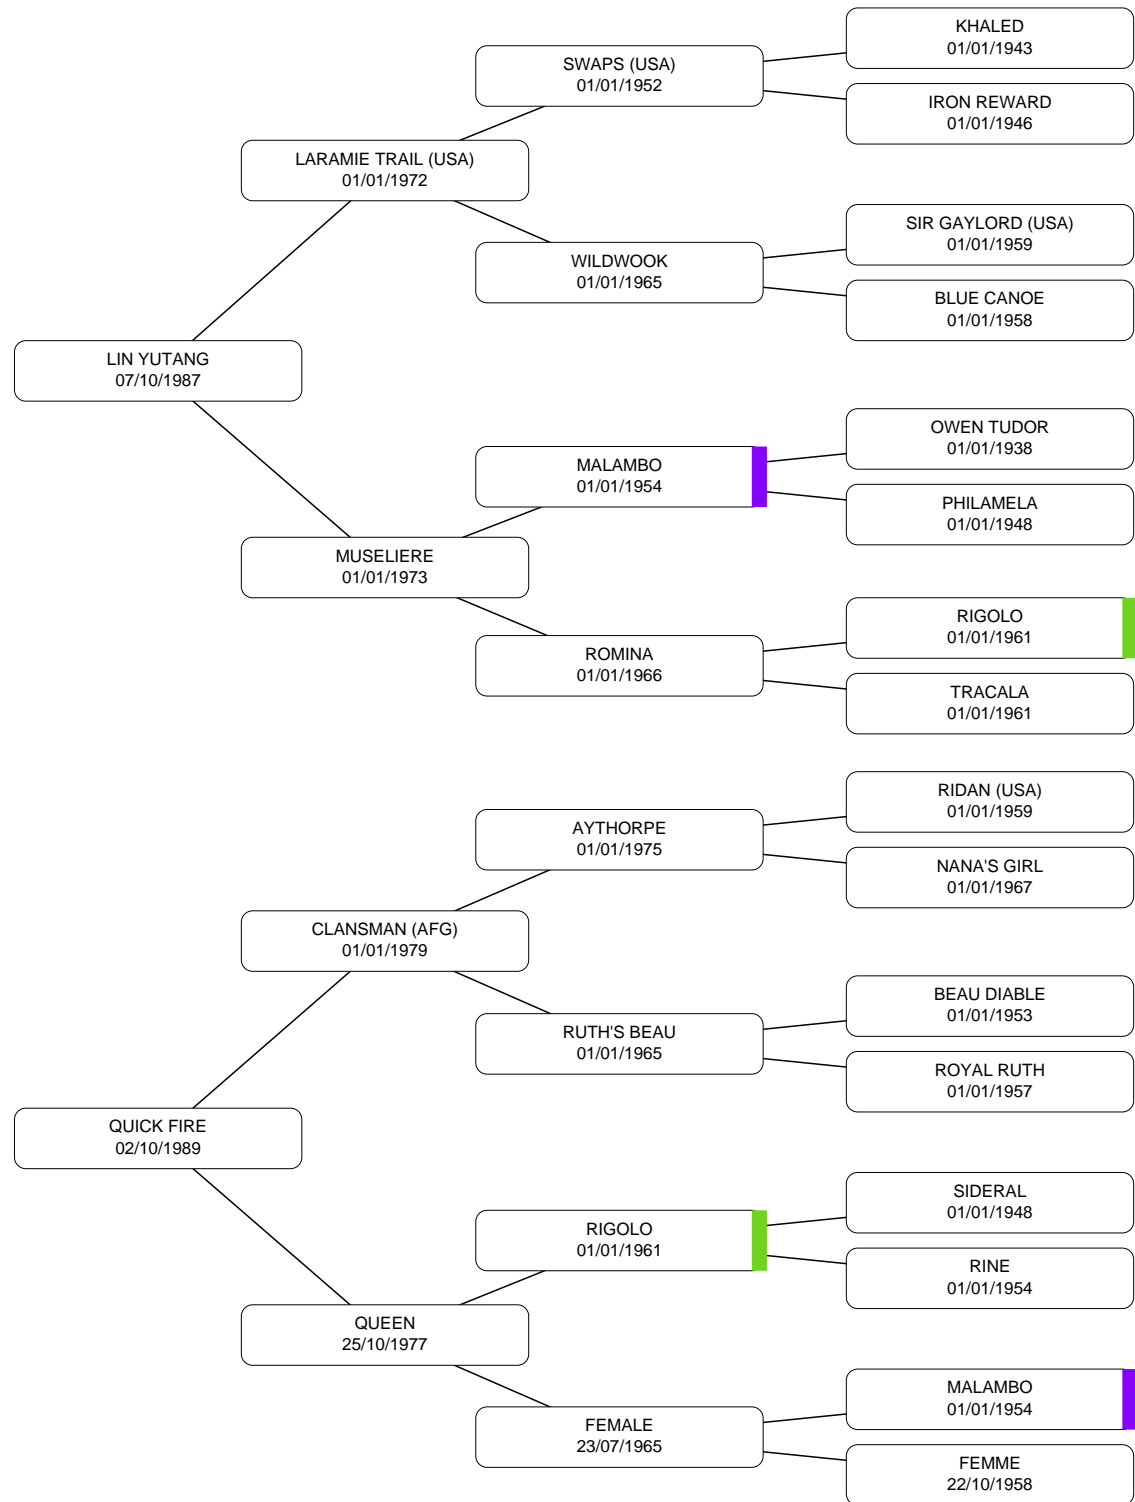 KHALED
01/01/1943
SWAPS (USA)
01/01/1952
IRON REWARD
01/01/1946
LARAMIE TRAIL (USA)
01/01/1972
SIR GAYLORD (USA)
01/01/1959
WILDWOOK
01/01/1965
BLUE CANOE
01/01/1958
LIN YUTANG
07/10/1987
OWEN TUDOR
01/01/1938
MALAMBO
01/01/1954
PHILAMELA
01/01/1948
MUSELIERE
01/01/1973
RIGOLO
01/01/1961
ROMINA
01/01/1966
TRACALA
01/01/1961
RIDAN (USA)
01/01/1959
AYTHORPE
01/01/1975
NANA'S GIRL
01/01/1967
CLANSMAN (AFG)
01/01/1979
BEAU DIABLE
01/01/1953
RUTH'S BEAU
01/01/1965
ROYAL RUTH
01/01/1957
QUICK FIRE
02/10/1989
SIDERAL
01/01/1948
RIGOLO
01/01/1961
RINE
01/01/1954
QUEEN
25/10/1977
MALAMBO
01/01/1954
FEMALE
23/07/1965
FEMME
22/10/1958